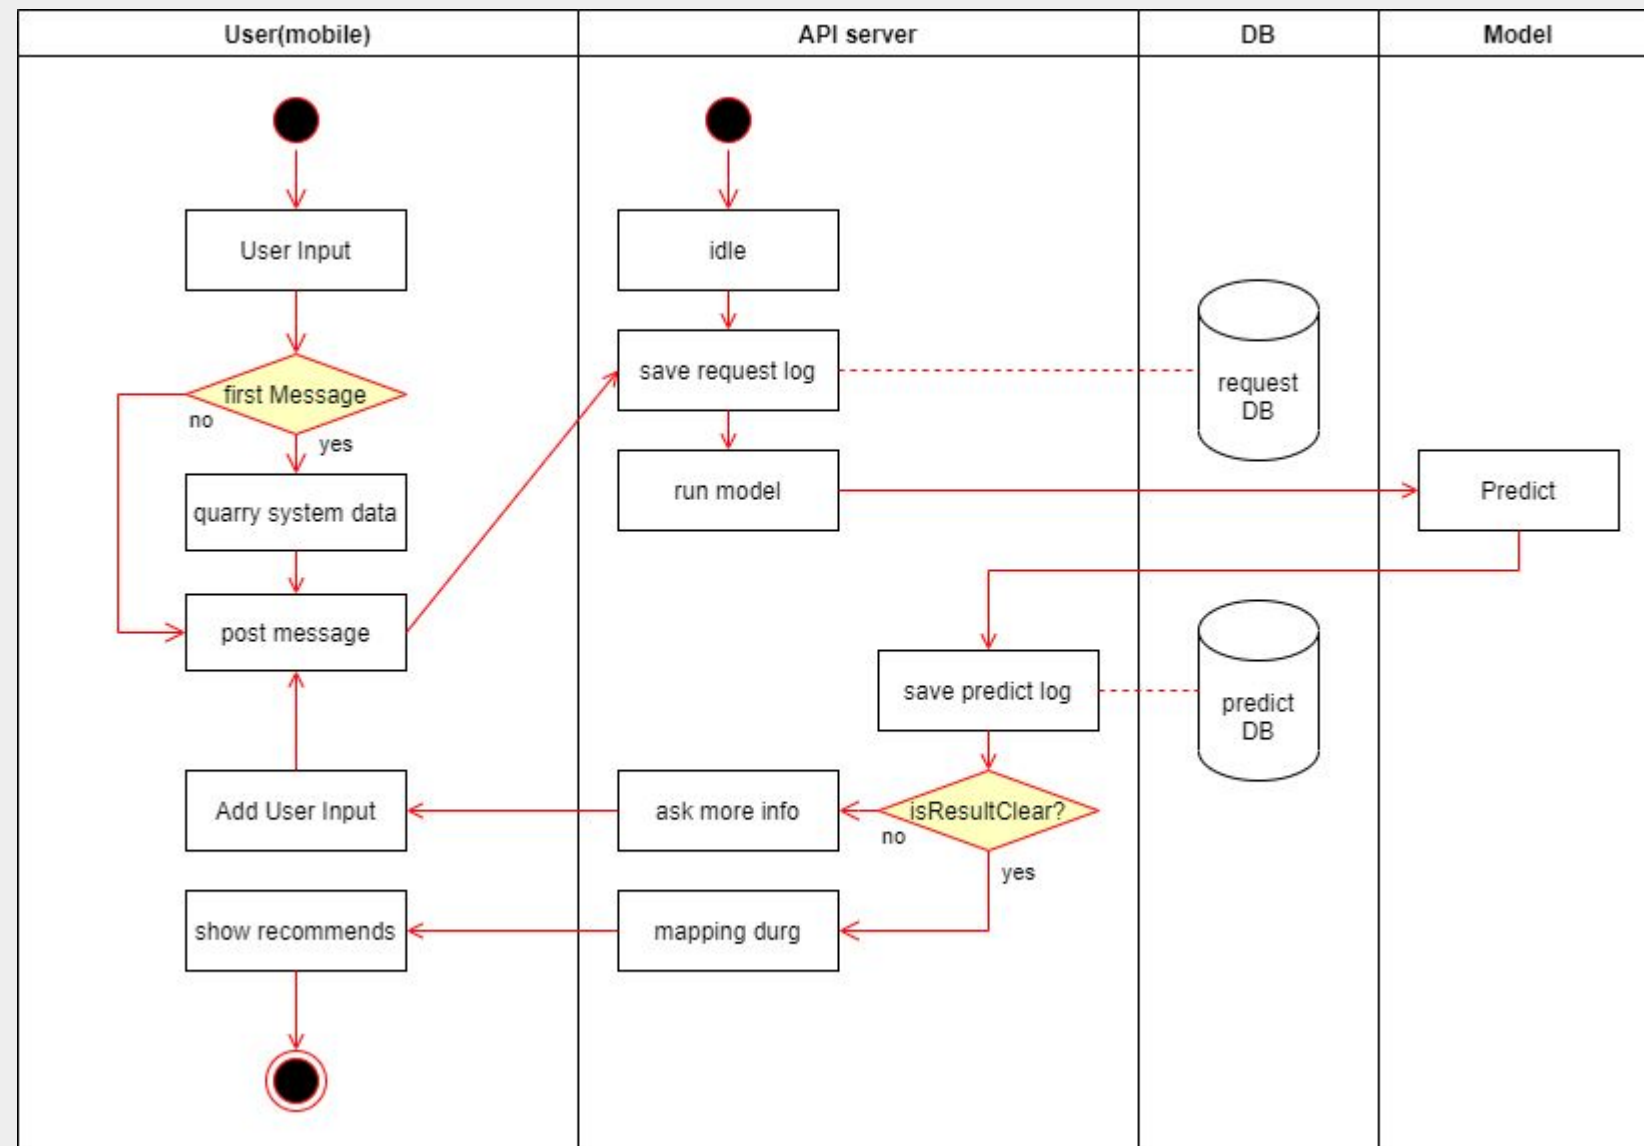 User(mobile)
API server
DB
Model
User Input
idle
first Message
no
yes
save request log
request
DB
quarry system data
run model
Predict
post message
save predict log
predict
DB
Add User Input
ask more info
isResultClear?
no
yes
show recommends
mapping durg